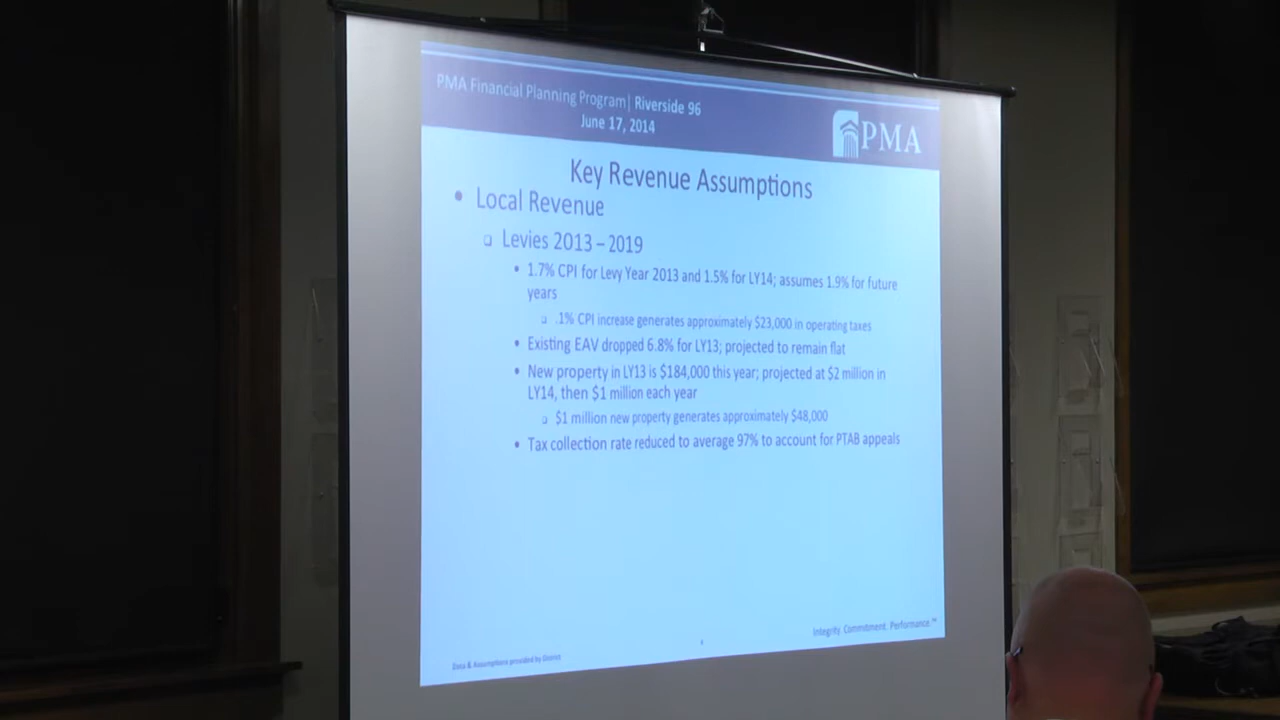 PMA Financial Planning Program| Riverside 96
June 17, 2014
PMA
Key Revenue Assumptions
• Local Revenue
❑ Levies 2013 – 2019
• 1.7% CPI for Levy Year 2013 and 1.5% for LY14; assumes 1.9% for future
years
❑ .1% CPI increase generates approximately $23,000 in operating taxes
• Existing EAV dropped 6.8% for LY13; projected to remain flat
• New property in LY13 is $184,000 this year; projected at $2 million in
LY14, then $1 million each year
❑ $1 million new property generates approximately $48,000
• Tax collection rate reduced to average 97% to account for PTAB appeals
Integrity. Commitment. Performance.™
Data & Assumptions provided by District